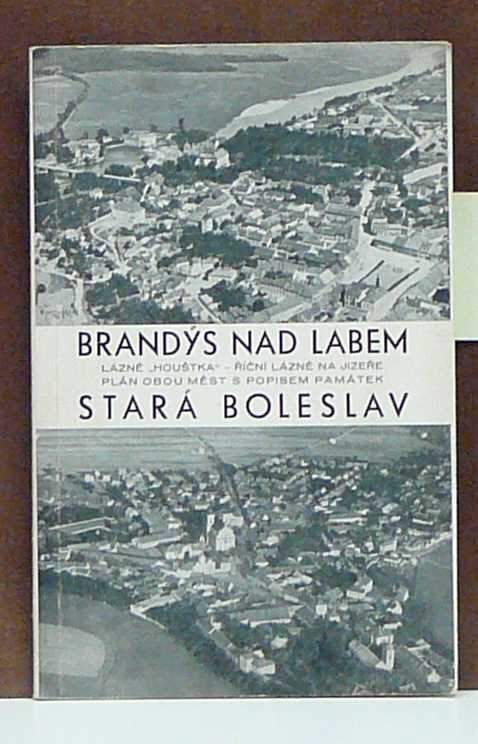 BRANDÝS NAD LABEM
LÁZNĚ „HOUŠTKA" – ŘÍČNÍ LÁZNĚ NA JIZEŘE
PLÁN OBOU MĚST S POPISEM PAMÁTEK
STARÁ BOLESLAV